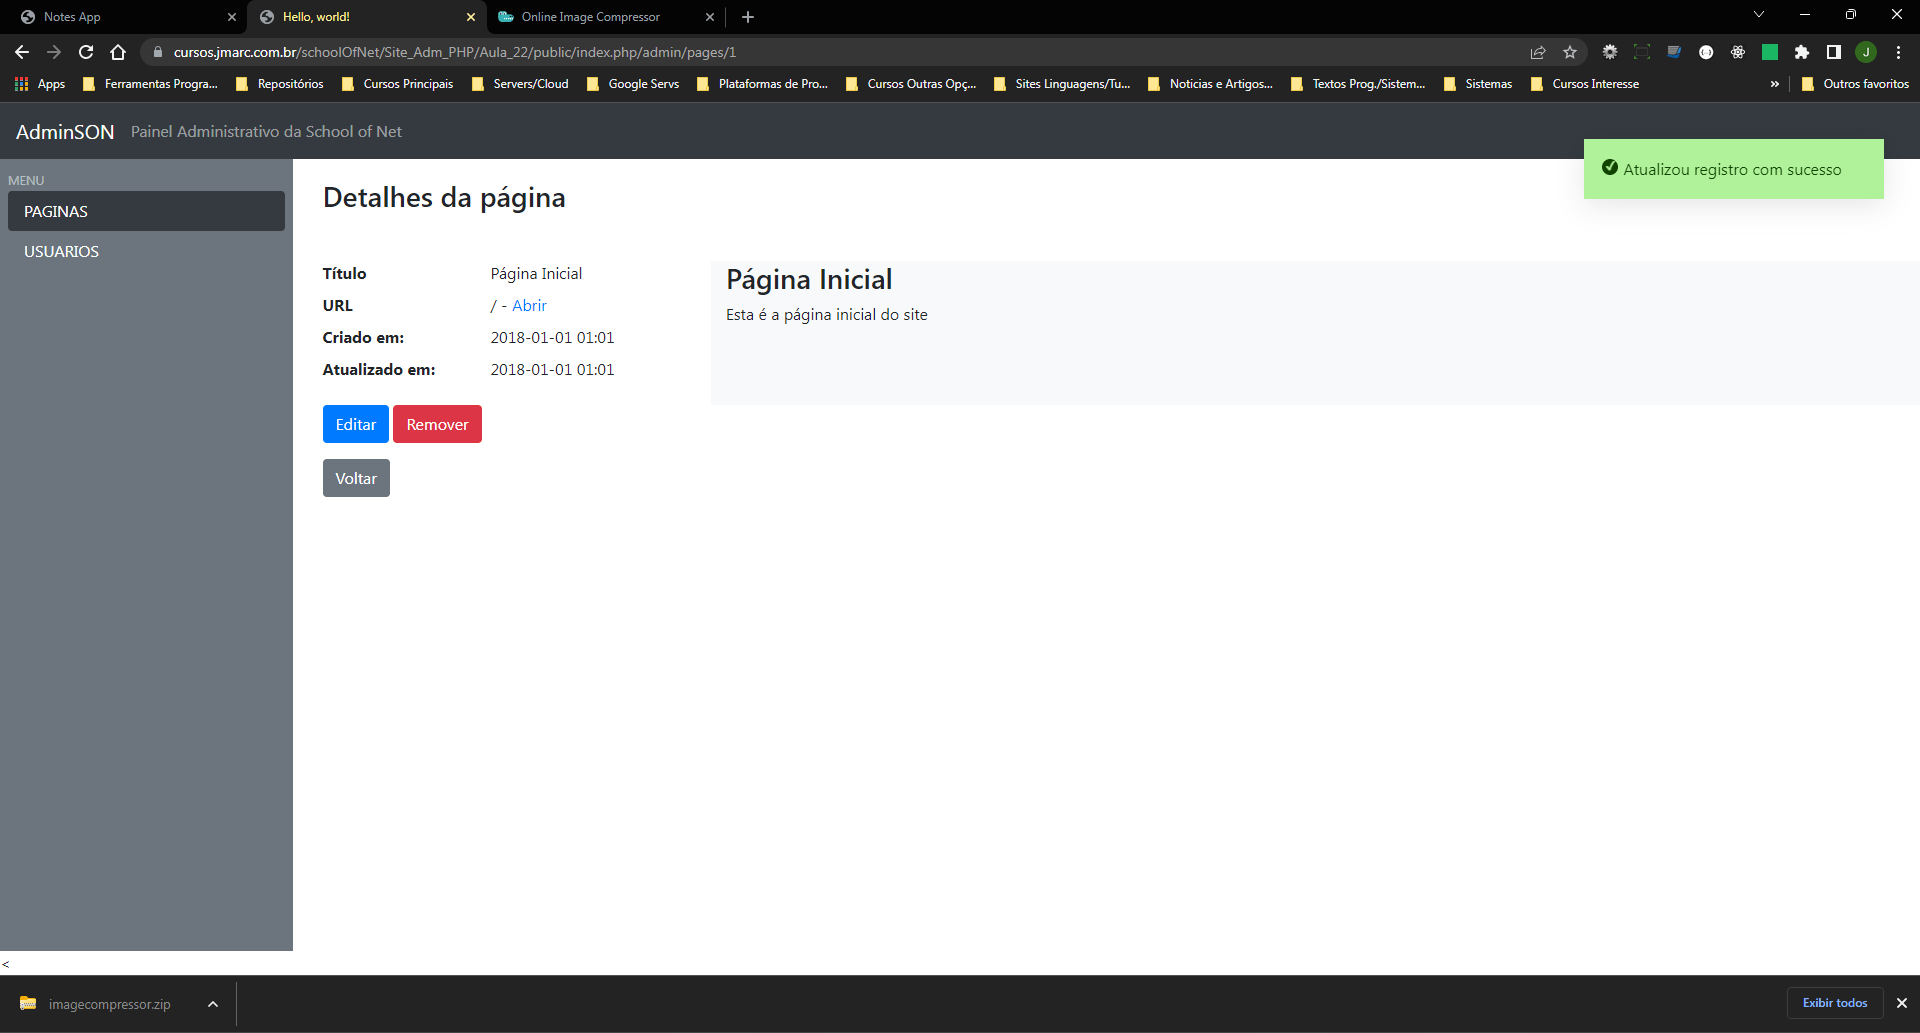 Notes App
Hello, world!
Online Image Compressor
cursos.jmarc.com.br/schoolOfNet/Site_Adm_PHP/Aula_22/public/index.php/admin/pages/1
J
Apps
Ferramentas Progra...
Repositórios
Cursos Principais
Servers/Cloud
Google Servs
Plataformas de Pro...
Cursos Outras Opç...
Sites Linguagens/Tu...
Noticias e Artigos...
Textos Prog./Sistem...
Sistemas
Cursos Interesse
»
Outros favoritos
AdminSON Painel Administrativo da School of Net
Atualizou registro com sucesso
MENU
PAGINAS
USUARIOS
Detalhes da página
Título Página Inicial
URL / - Abrir
Criado em: 2018-01-01 01:01
Atualizado em: 2018-01-01 01:01
Editar Remover
Voltar
Página Inicial
Esta é a página inicial do site
<
imagecompressor.zip
Exibir todos